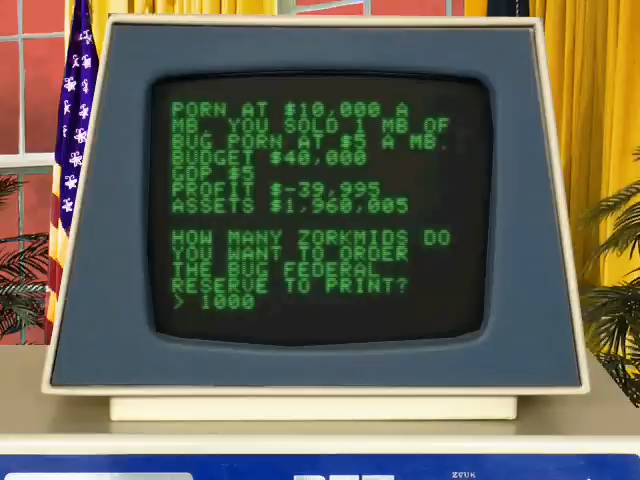 PORN AT $10,000 A
MB. YOU SOLD 1 MB OF
BUG PORN AT $5 A MB.
BUDGET $40,000
GDP $5
PROFIT $-39,995
ASSETS $1,960,005
HOW MANY ZORKMIDS DO
YOU WANT TO ORDER
THE BUG FEDERAL
RESERVE TO PRINT?
> 1000